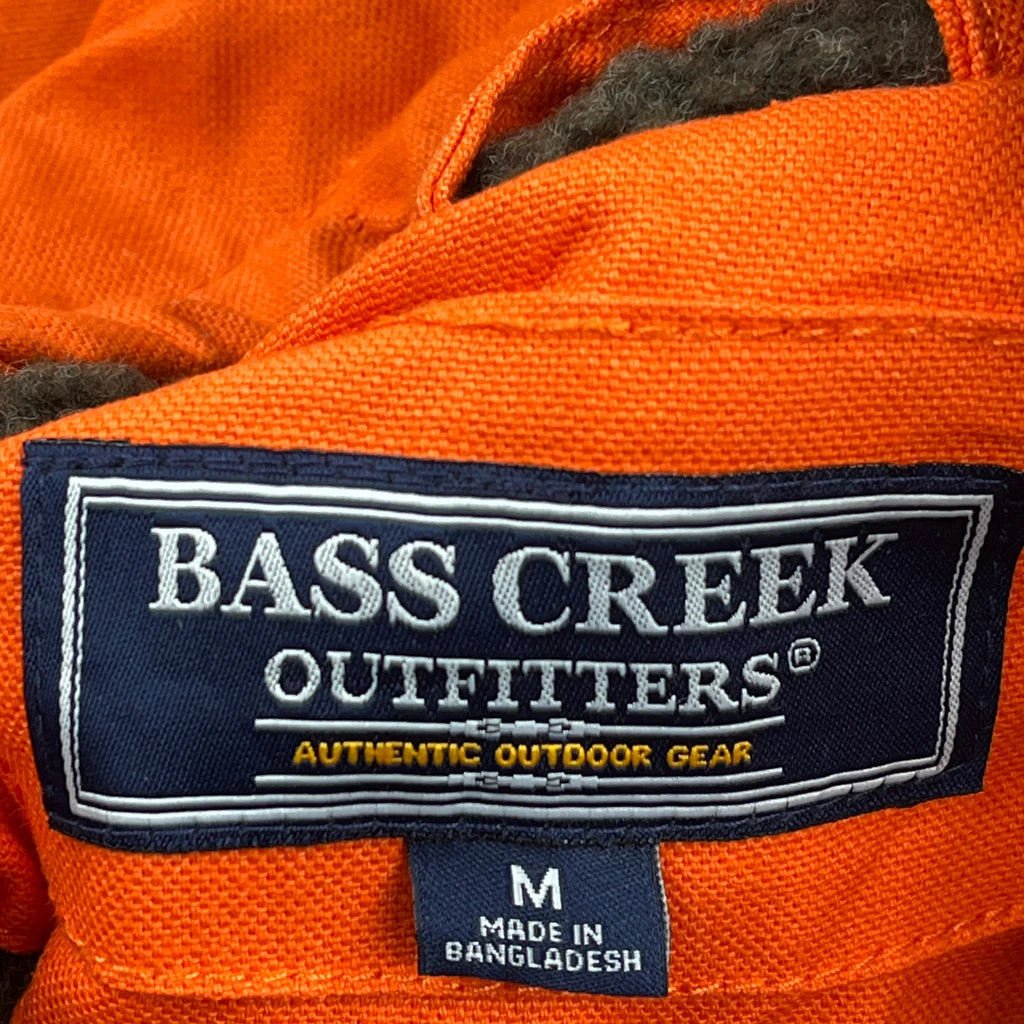 BASS CREEK
OUTFITTERS®
AUTHENTIC OUTDOOR GEAR
M
MADE IN
BANGLADESH